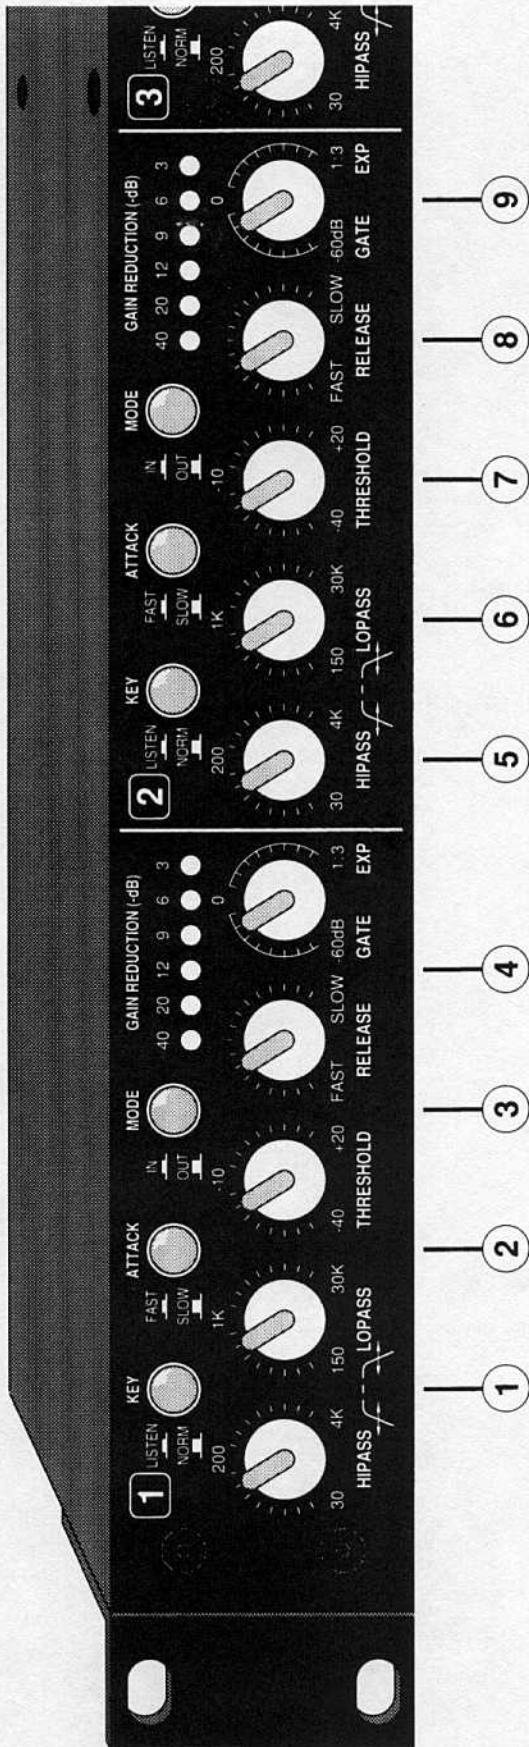 1
KEY ATTACK MODE GAIN REDUCTION (-dB)
LISTEN FAST IN 40 20 12 9 6 3
NORM SLOW OUT
200 1K -10 0
30 4K 150 30K -40 +20 FAST SLOW -60dB 1:3
HIPASS LOPASS THRESHOLD RELEASE GATE EXP
2
KEY ATTACK MODE GAIN REDUCTION (-dB)
LISTEN FAST IN 40 20 12 9 6 3
NORM SLOW OUT
200 1K -10 0
30 4K 150 30K -40 +20 FAST SLOW -60dB 1:3
HIPASS LOPASS THRESHOLD RELEASE GATE EXP
3
LISTEN
NORM
200
30 4K
HIPASS
1 2 3 4 5 6 7 8 9